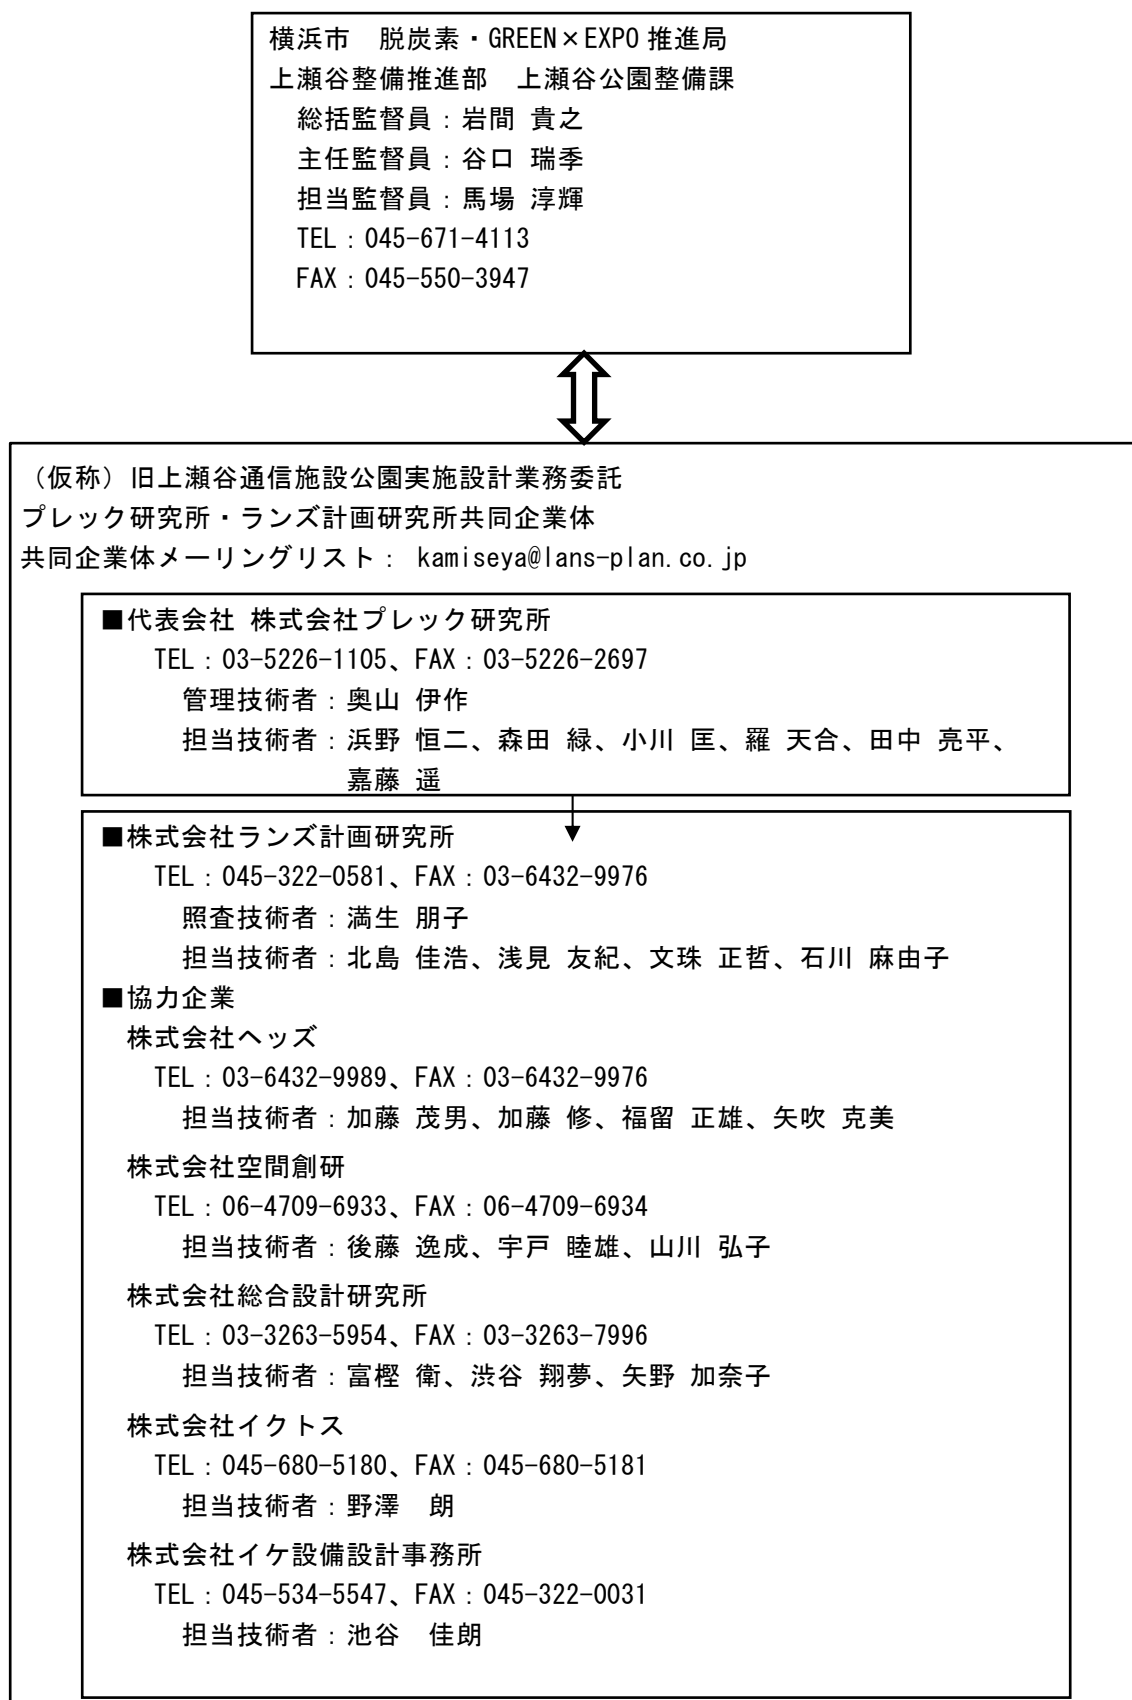 横浜市　脱炭素・GREEN×EXPO推進局
上瀬谷整備推進部　上瀬谷公園整備課
総括監督員：岩間 貴之
主任監督員：谷口 瑞季
担当監督員：馬場 淳輝
TEL：045-671-4113
FAX：045-550-3947
（仮称）旧上瀬谷通信施設公園実施設計業務委託
プレック研究所・ランズ計画研究所共同企業体
共同企業体メーリングリスト： kamiseya@lans-plan.co.jp
■代表会社 株式会社プレック研究所
TEL：03-5226-1105、FAX：03-5226-2697
管理技術者：奥山 伊作
担当技術者：浜野 恒二、森田 緑、小川 匡、羅 天合、田中 亮平、
嘉藤 遥
■株式会社ランズ計画研究所
TEL：045-322-0581、FAX：03-6432-9976
照査技術者：満生 朋子
担当技術者：北島 佳浩、浅見 友紀、文珠 正哲、石川 麻由子
■協力企業
株式会社ヘッズ
TEL：03-6432-9989、FAX：03-6432-9976
担当技術者：加藤 茂男、加藤 修、福留 正雄、矢吹 克美
株式会社空間創研
TEL：06-4709-6933、FAX：06-4709-6934
担当技術者：後藤 逸成、宇戸 睦雄、山川 弘子
株式会社総合設計研究所
TEL：03-3263-5954、FAX：03-3263-7996
担当技術者：富樫 衛、渋谷 翔夢、矢野 加奈子
株式会社イクトス
TEL：045-680-5180、FAX：045-680-5181
担当技術者：野澤　朗
株式会社イケ設備設計事務所
TEL：045-534-5547、FAX：045-322-0031
担当技術者：池谷　佳朗